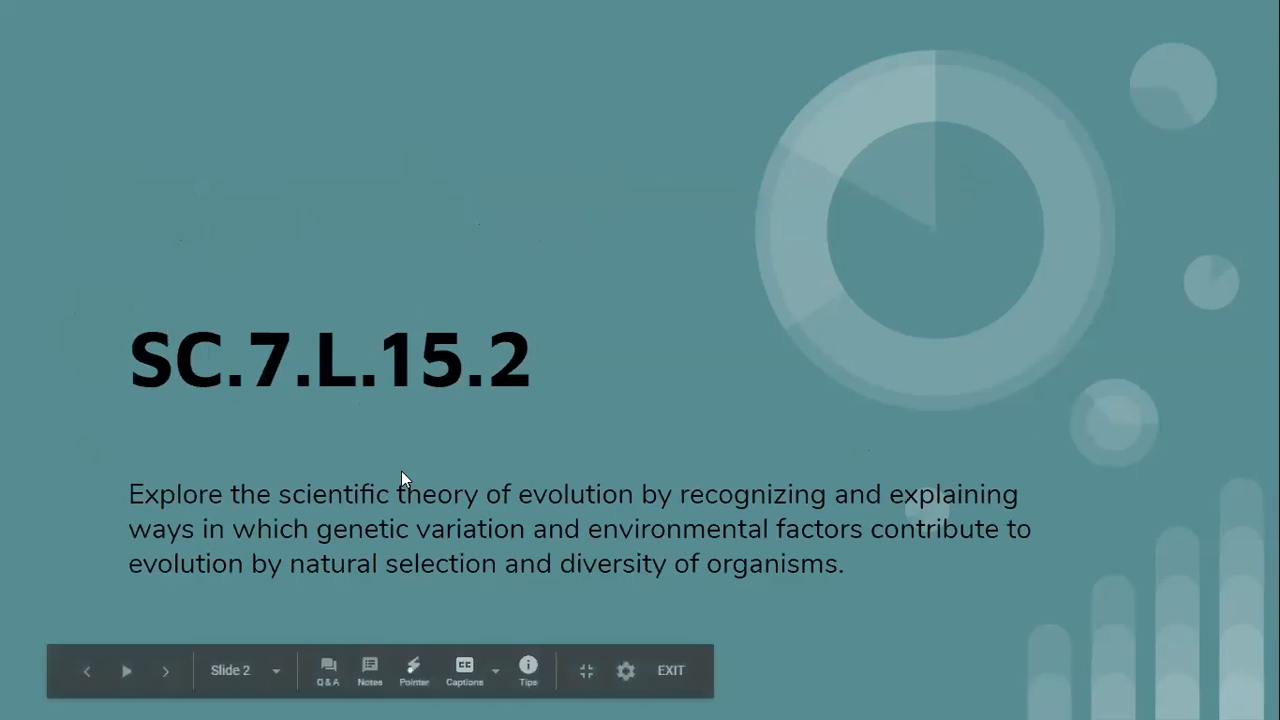 SC.7.L.15.2
Explore the scientific theory of evolution by recognizing and explaining
ways in which genetic variation and environmental factors contribute to
evolution by natural selection and diversity of organisms.
Slide 2
Q & A
Notes
Pointer
CC
Captions
Tips
EXIT